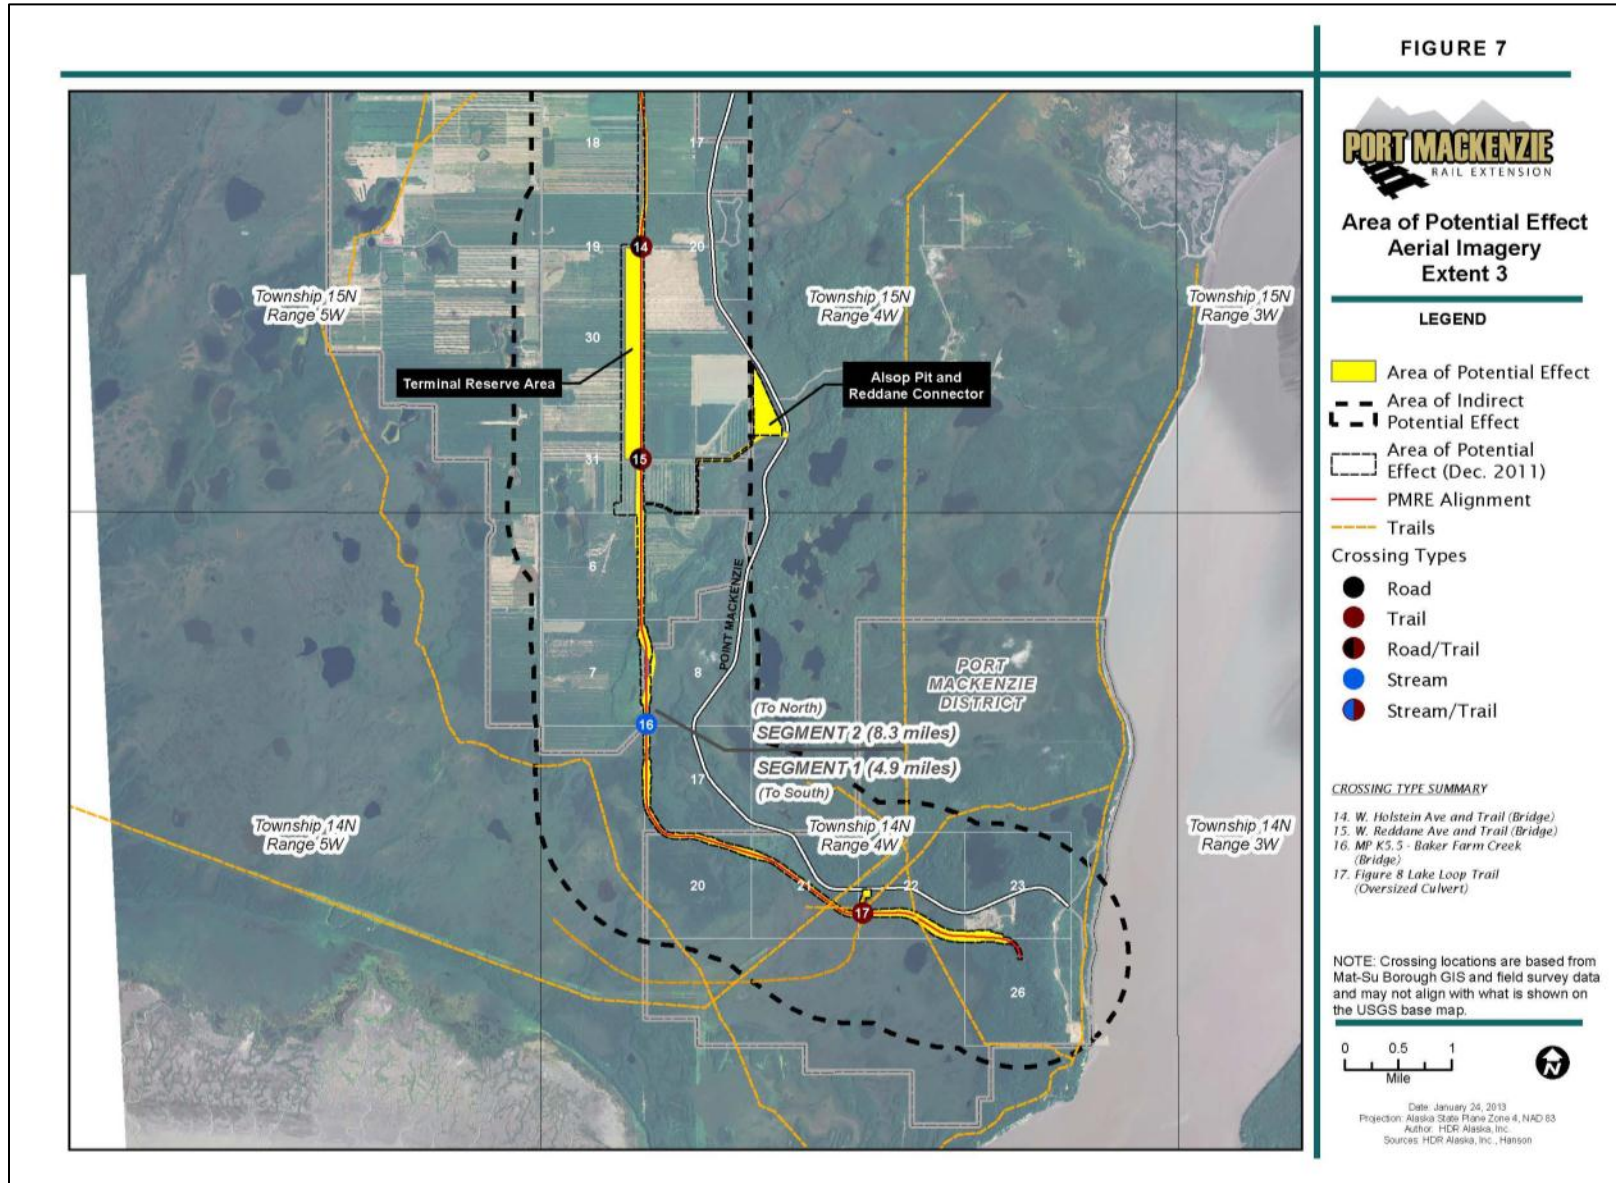 FIGURE 7
PORT MACKENZIE
RAIL EXTENSION
Area of Potential Effect
Aerial Imagery
Extent 3
LEGEND
Area of Potential Effect
Area of Indirect
Potential Effect
Area of Potential
Effect (Dec. 2011)
PMRE Alignment
Trails
Crossing Types
Road
Trail
Road/Trail
Stream
Stream/Trail
CROSSING TYPE SUMMARY
14. W. Holstein Ave and Trail (Bridge)
15. W. Reddane Ave and Trail (Bridge)
16. MP K5.5 - Baker Farm Creek
(Bridge)
17. Figure 8 Lake Loop Trail
(Oversized Culvert)
NOTE: Crossing locations are based from
Mat-Su Borough GIS and field survey data
and may not align with what is shown on
the USGS base map.
0 0.5 1
Mile
N
Date: January 24, 2013
Projection: Alaska State Plane Zone 4, NAD 83
Author: HDR Alaska, Inc.
Sources: HDR Alaska, Inc., Hanson
18
17
19
14
20
Township 15N
Range 5W
Township 15N
Range 4W
Township 15N
Range 3W
30
Terminal Reserve Area
Alsop Pit and
Reddane Connector
31
15
6
POINT MACKENZIE
7
8
PORT
MACKENZIE
DISTRICT
16
(To North)
SEGMENT 2 (8.3 miles)
SEGMENT 1 (4.9 miles)
(To South)
17
Township 14N
Range 5W
Township 14N
Range 4W
Township 14N
Range 3W
20
21
22
23
17
26